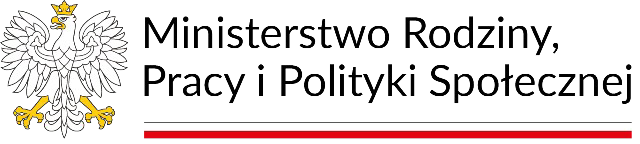 Ministerstwo Rodziny,
Pracy i Polityki Społecznej